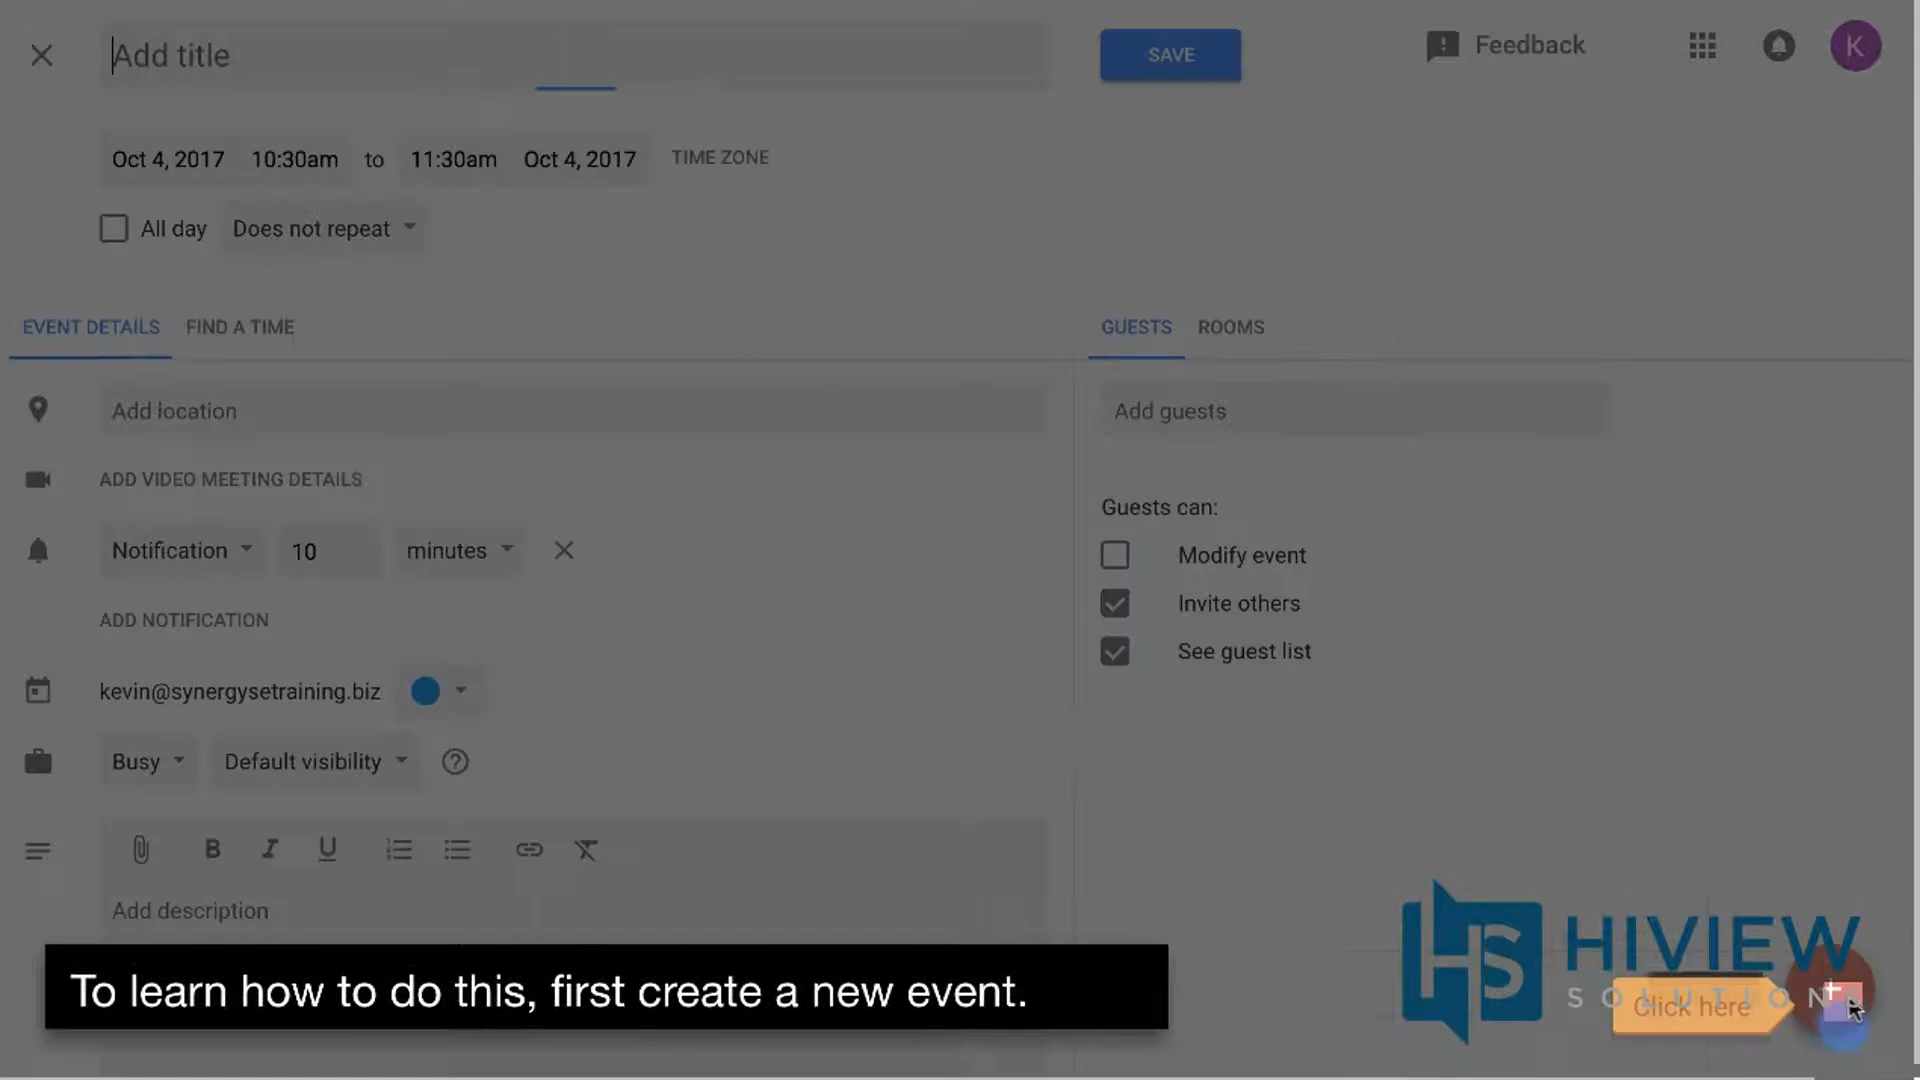 Add title
SAVE
Feedback
K
Oct 4, 2017 10:30am to 11:30am Oct 4, 2017 TIME ZONE
All day Does not repeat
EVENT DETAILS FIND A TIME
GUESTS ROOMS
Add location
Add guests
ADD VIDEO MEETING DETAILS
Guests can:
Notification 10 minutes
Modify event
Invite others
ADD NOTIFICATION
See guest list
kevin@synergysetraining.biz
Busy Default visibility
B I U
Add description
To learn how to do this, first create a new event.
HS HIVIEW
SOLUTIONS
Click here